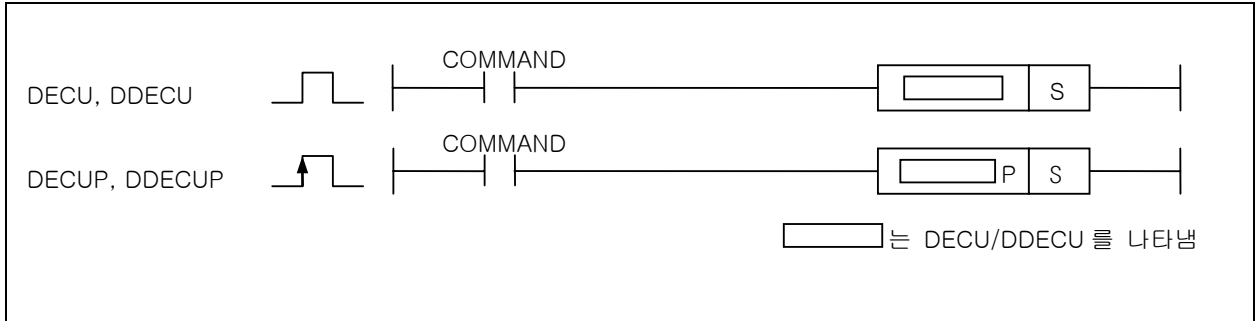 COMMAND
DECU, DDECU
S
COMMAND
DECUP, DDECUP
P S
는 DECU/DDECU 를 나타냄